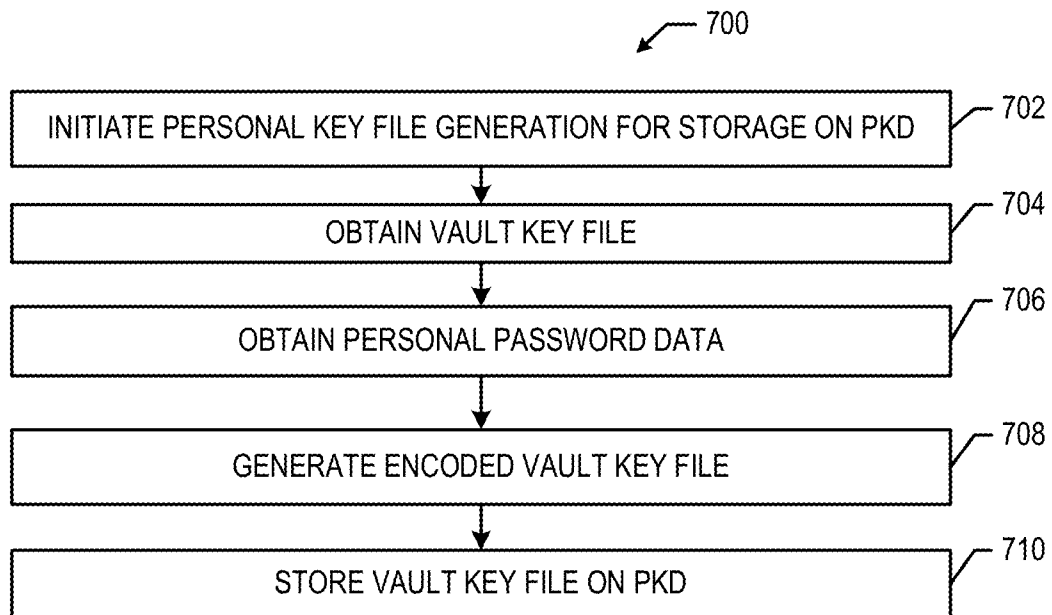 700
INITIATE PERSONAL KEY FILE GENERATION FOR STORAGE ON PKD
702
OBTAIN VAULT KEY FILE
704
OBTAIN PERSONAL PASSWORD DATA
706
GENERATE ENCODED VAULT KEY FILE
708
STORE VAULT KEY FILE ON PKD
710